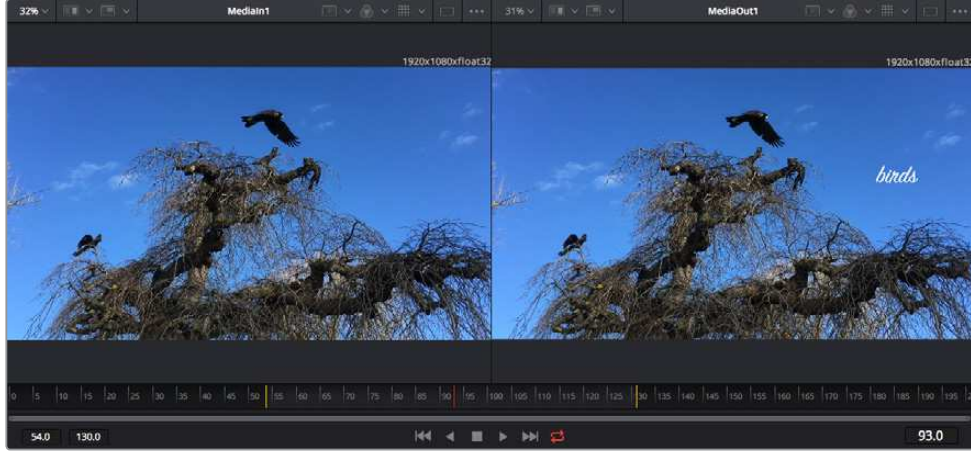 32% MediaIn1 31% MediaOut1
1920x1080xfloat32 1920x1080xfloat32
birds
0 5 10 15 20 25 30 35 40 45 50 55 60 65 70 75 80 85 90 95 100 105 110 115 120 125 130 135 140 145 150 155 160 165 170 175 180 185 190 195
54.0 130.0 93.0